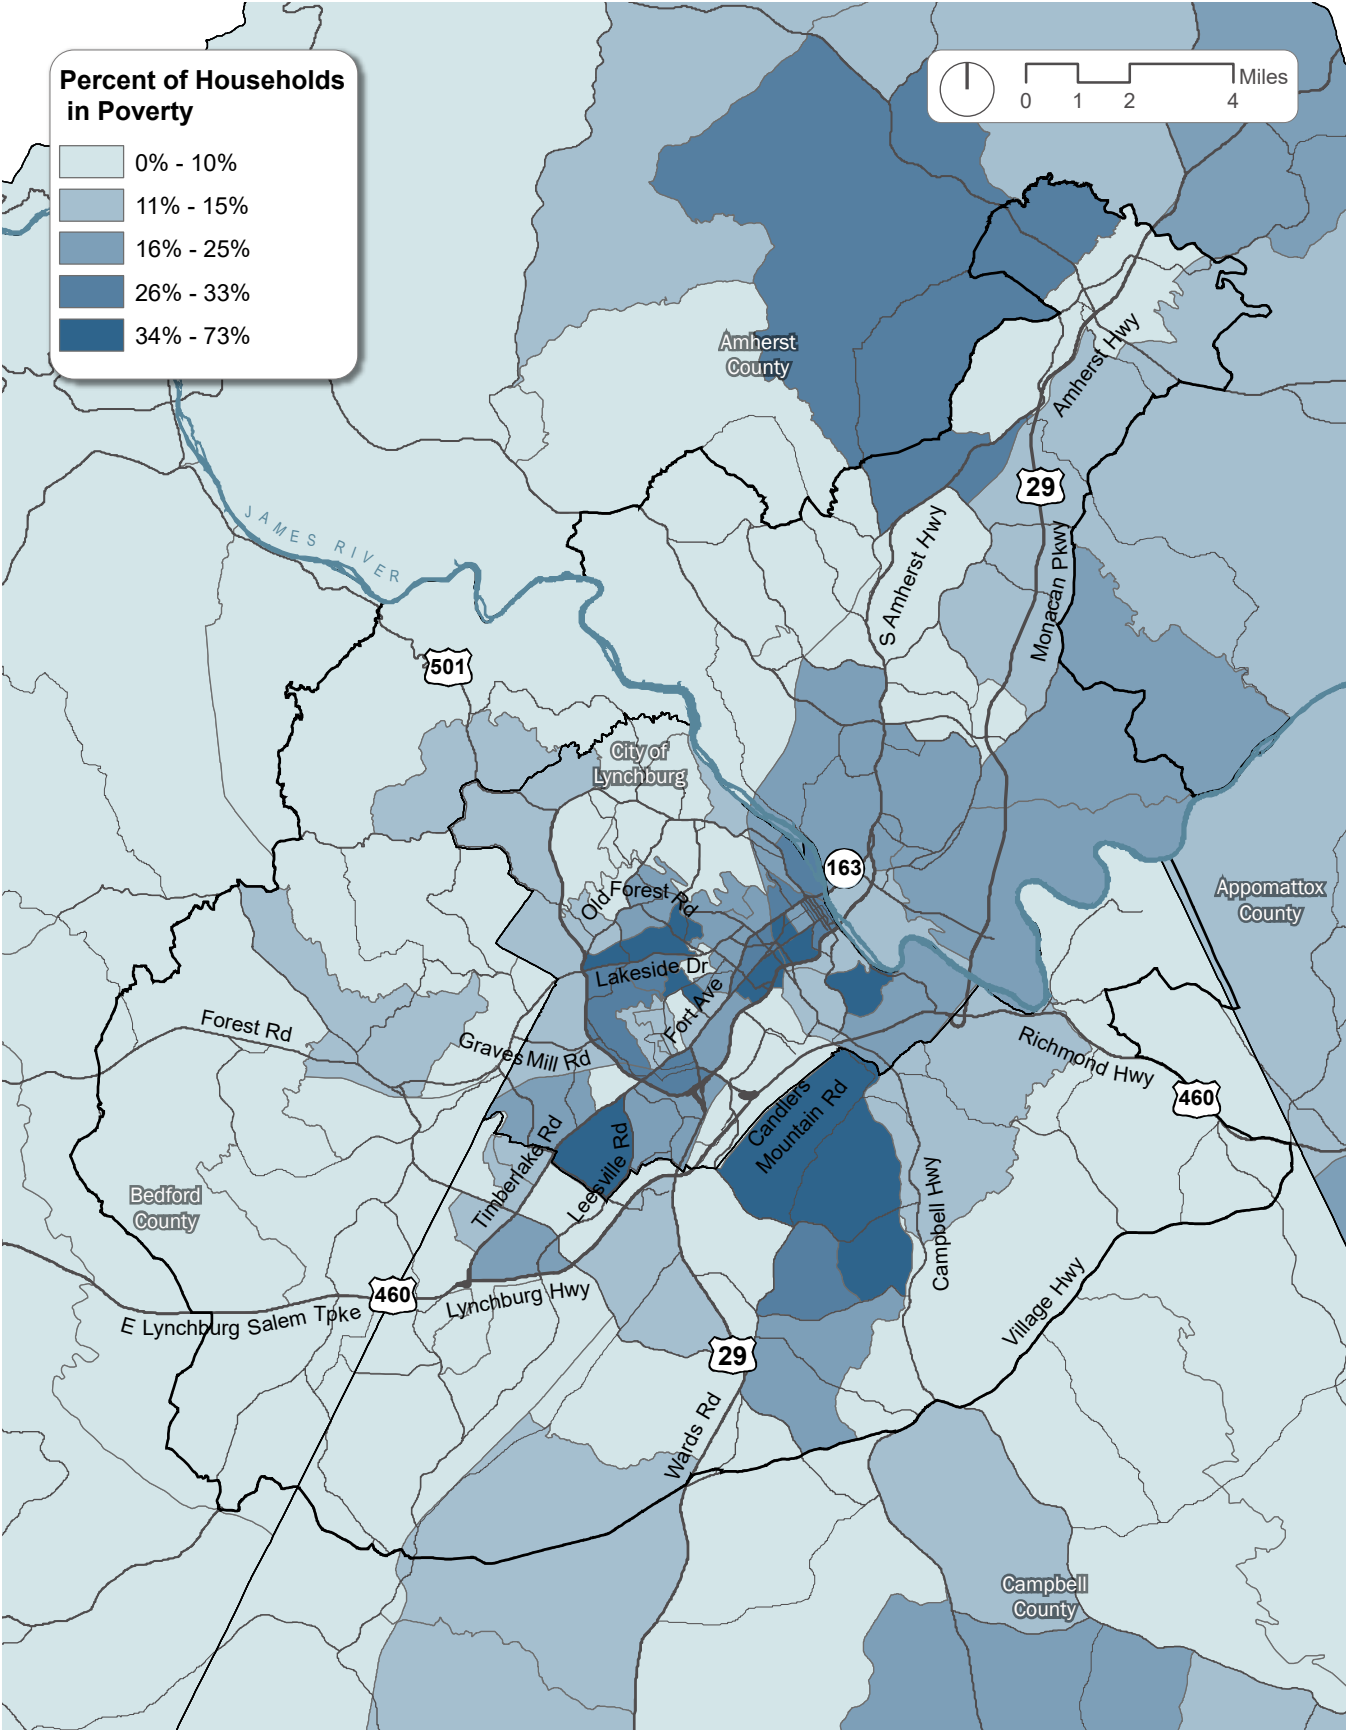 Percent of Households
in Poverty
0% - 10%
11% - 15%
16% - 25%
26% - 33%
34% - 73%
Miles
0 1 2 4
Amherst
County
Amherst Hwy
29
JAMES RIVER
S Amherst Hwy
Monacan Pkwy
501
City of
Lynchburg
163
Old Forest Rd
Appomattox
County
Lakeside Dr
Fort Ave
Forest Rd
Graves Mill Rd
Richmond Hwy
460
Candlers
Mountain Rd
Timberlake Rd
Leesville Rd
Campbell Hwy
Bedford
County
460
Lynchburg Hwy
E Lynchburg Salem Tpke
Village Hwy
29
Wards Rd
Campbell
County